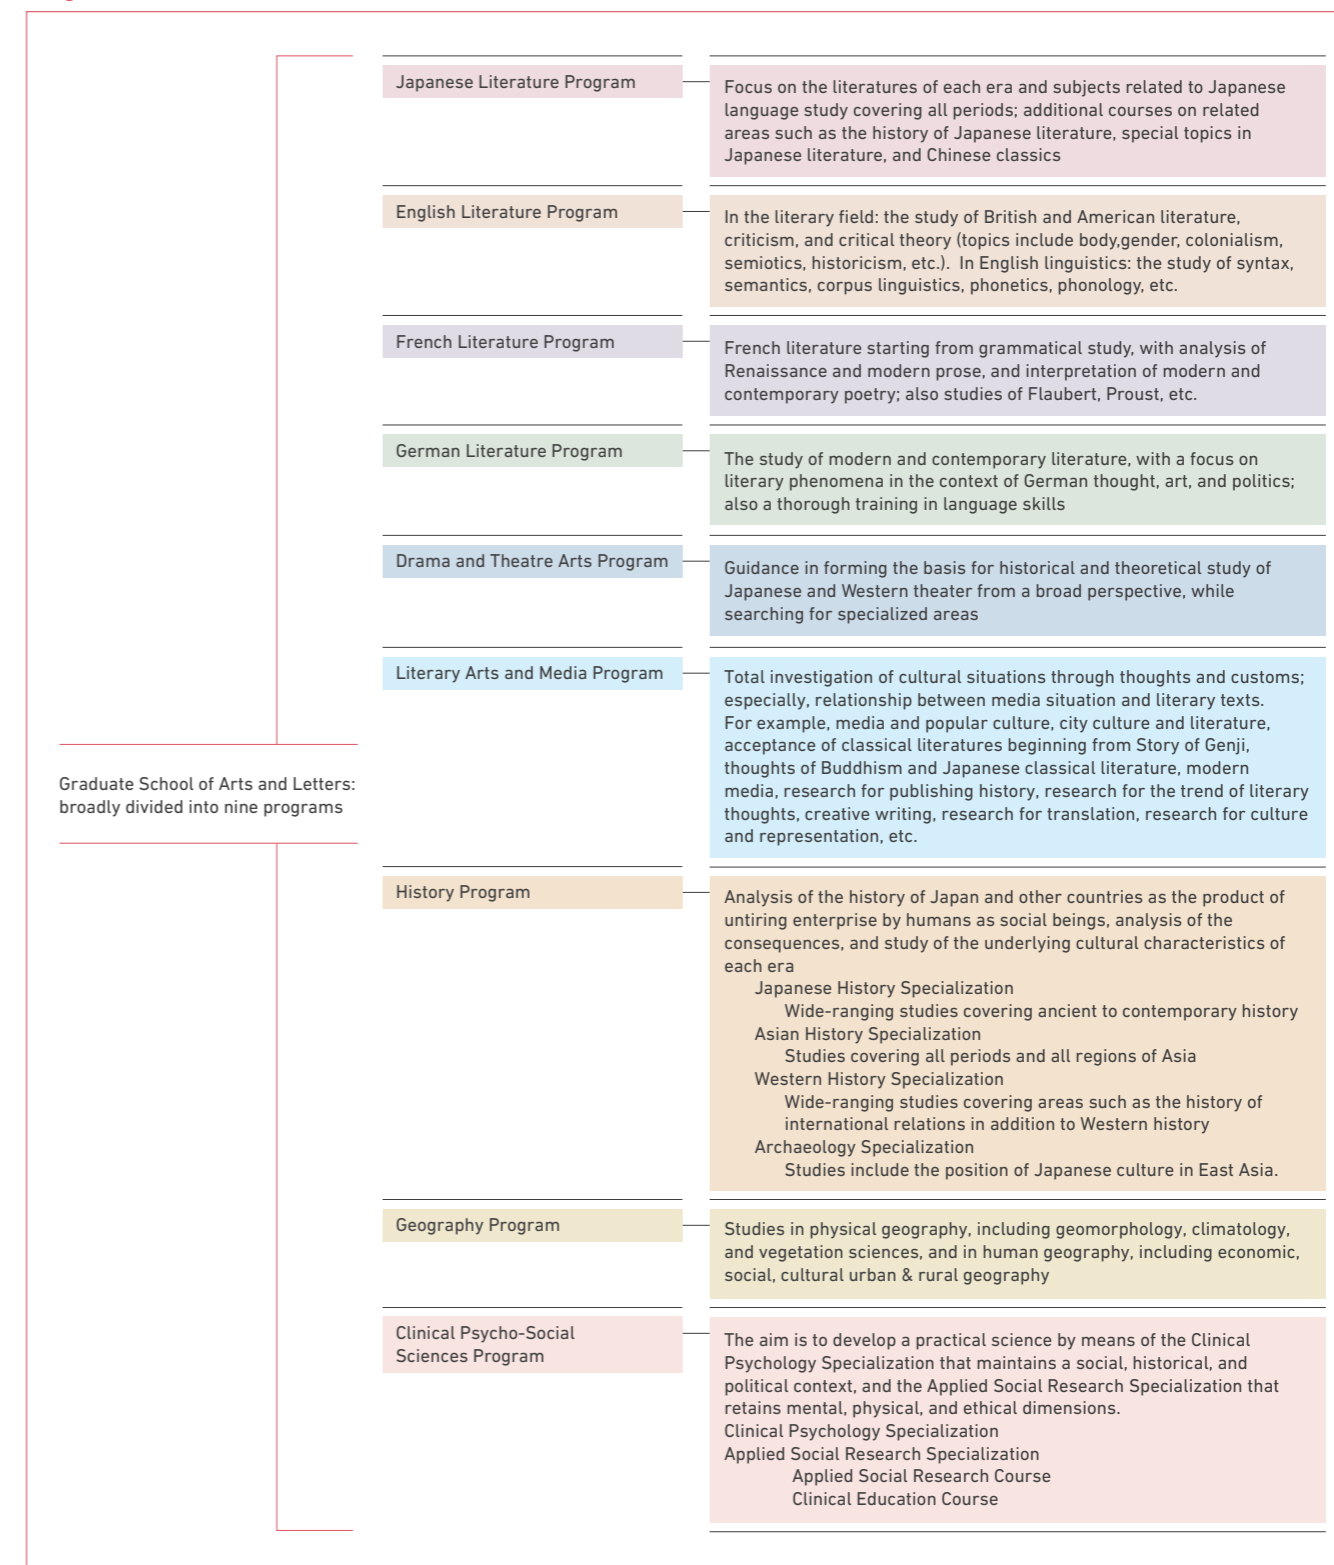 Japanese Literature Program
Focus on the literatures of each era and subjects related to Japanese
language study covering all periods; additional courses on related
areas such as the history of Japanese literature, special topics in
Japanese literature, and Chinese classics
English Literature Program
In the literary field: the study of British and American literature,
criticism, and critical theory (topics include body,gender, colonialism,
semiotics, historicism, etc.).  In English linguistics: the study of syntax,
semantics, corpus linguistics, phonetics, phonology, etc.
French Literature Program
French literature starting from grammatical study, with analysis of
Renaissance and modern prose, and interpretation of modern and
contemporary poetry; also studies of Flaubert, Proust, etc.
German Literature Program
The study of modern and contemporary literature, with a focus on
literary phenomena in the context of German thought, art, and politics;
also a thorough training in language skills
Drama and Theatre Arts Program
Guidance in forming the basis for historical and theoretical study of
Japanese and Western theater from a broad perspective, while
searching for specialized areas
Literary Arts and Media Program
Total investigation of cultural situations through thoughts and customs;
especially, relationship between media situation and literary texts.
For example, media and popular culture, city culture and literature,
acceptance of classical literatures beginning from Story of Genji,
thoughts of Buddhism and Japanese classical literature, modern
media, research for publishing history, research for the trend of literary
thoughts, creative writing, research for translation, research for culture
and representation, etc.
Graduate School of Arts and Letters:
broadly divided into nine programs
History Program
Analysis of the history of Japan and other countries as the product of
untiring enterprise by humans as social beings, analysis of the
consequences, and study of the underlying cultural characteristics of
each era
Japanese History Specialization
Wide-ranging studies covering ancient to contemporary history
Asian History Specialization
Studies covering all periods and all regions of Asia
Western History Specialization
Wide-ranging studies covering areas such as the history of
international relations in addition to Western history
Archaeology Specialization
Studies include the position of Japanese culture in East Asia.
Geography Program
Studies in physical geography, including geomorphology, climatology,
and vegetation sciences, and in human geography, including economic,
social, cultural urban & rural geography
Clinical Psycho-Social
Sciences Program
The aim is to develop a practical science by means of the Clinical
Psychology Specialization that maintains a social, historical, and
political context, and the Applied Social Research Specialization that
retains mental, physical, and ethical dimensions.
Clinical Psychology Specialization
Applied Social Research Specialization
Applied Social Research Course
Clinical Education Course